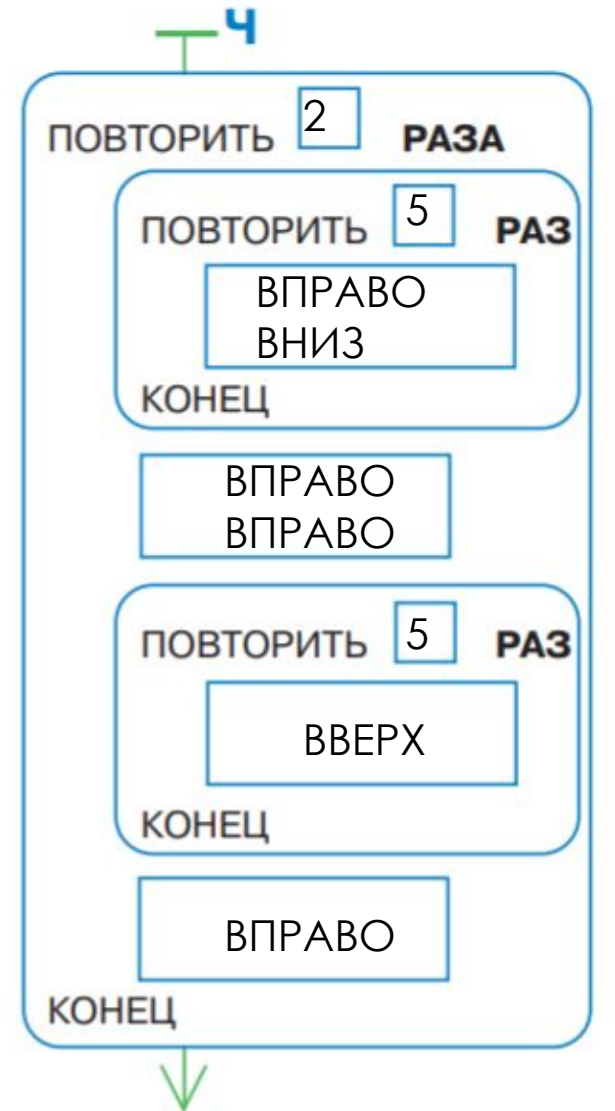 Ч
ПОВТОРИТЬ 2 РАЗА
ПОВТОРИТЬ 5 РАЗ
ВПРАВО
ВНИЗ
КОНЕЦ
ВПРАВО
ВПРАВО
ПОВТОРИТЬ 5 РАЗ
ВВЕРХ
КОНЕЦ
ВПРАВО
КОНЕЦ